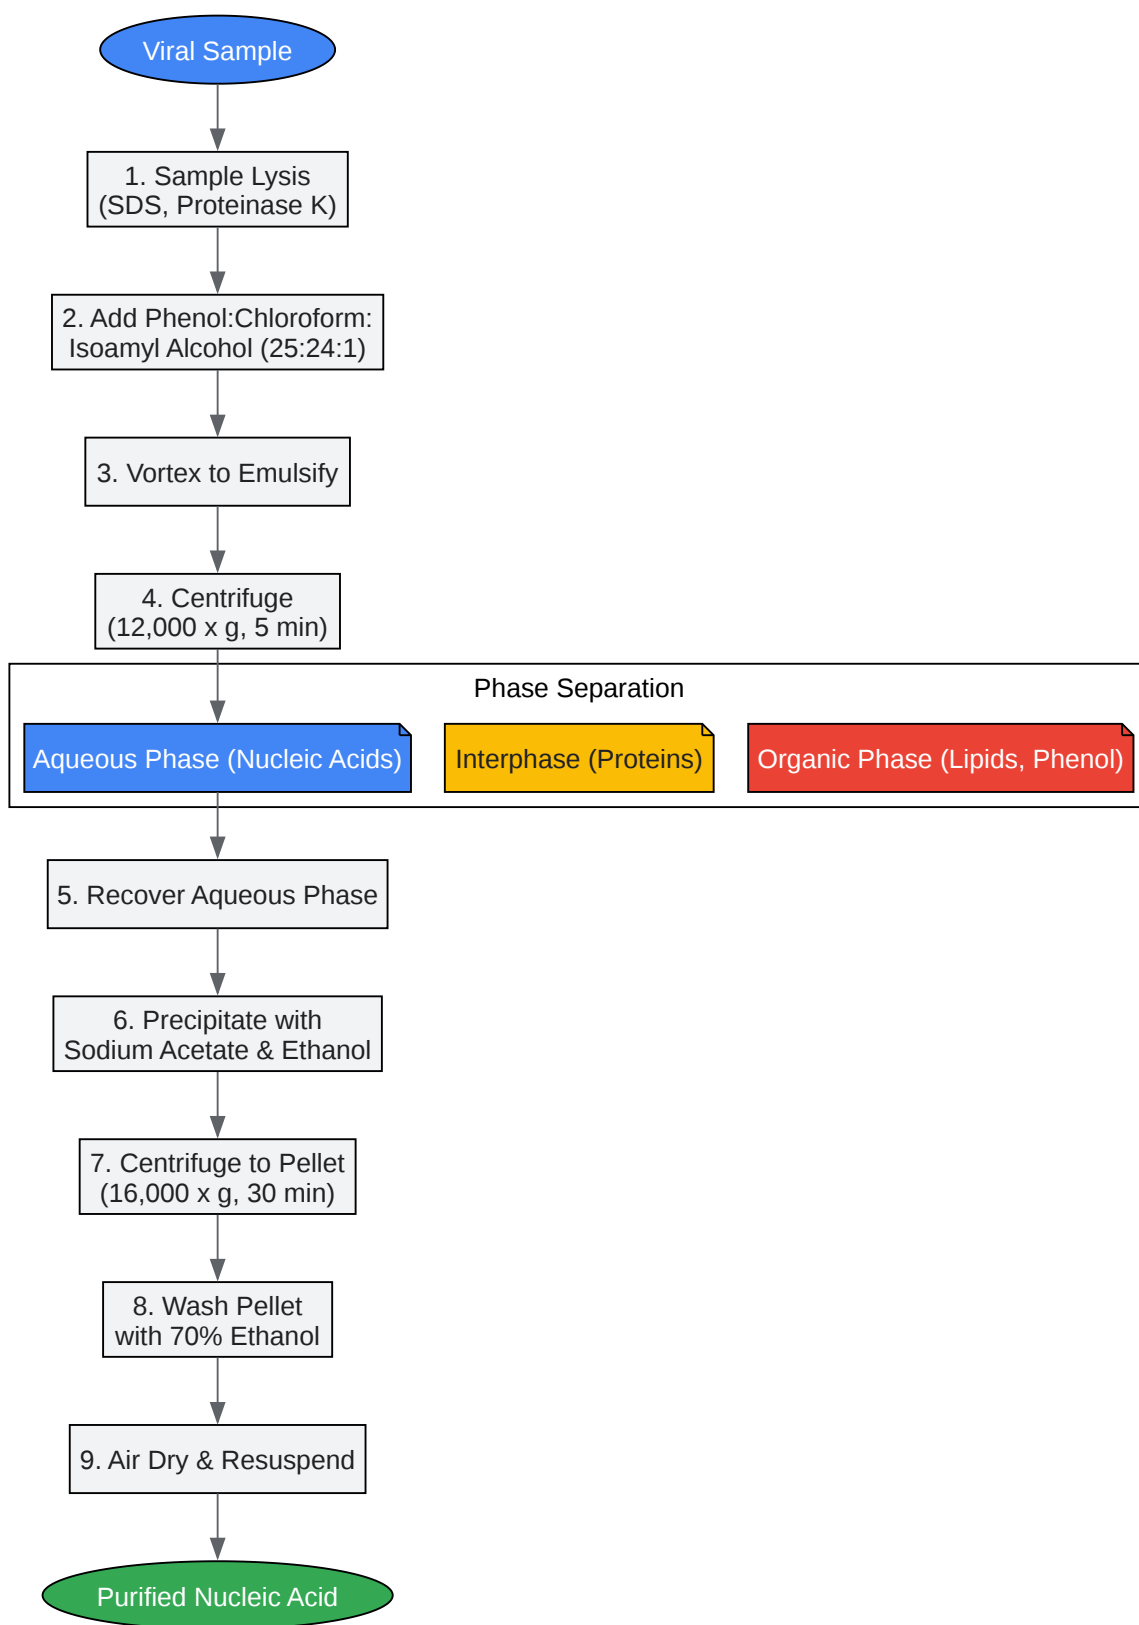 Viral Sample
1. Sample Lysis
(SDS, Proteinase K)
2. Add Phenol:Chloroform:
Isoamyl Alcohol (25:24:1)
3. Vortex to Emulsify
4. Centrifuge
(12,000 x g, 5 min)
Phase Separation
Aqueous Phase (Nucleic Acids)
Interphase (Proteins)
Organic Phase (Lipids, Phenol)
5. Recover Aqueous Phase
6. Precipitate with
Sodium Acetate & Ethanol
7. Centrifuge to Pellet
(16,000 x g, 30 min)
8. Wash Pellet
with 70% Ethanol
9. Air Dry & Resuspend
Purified Nucleic Acid